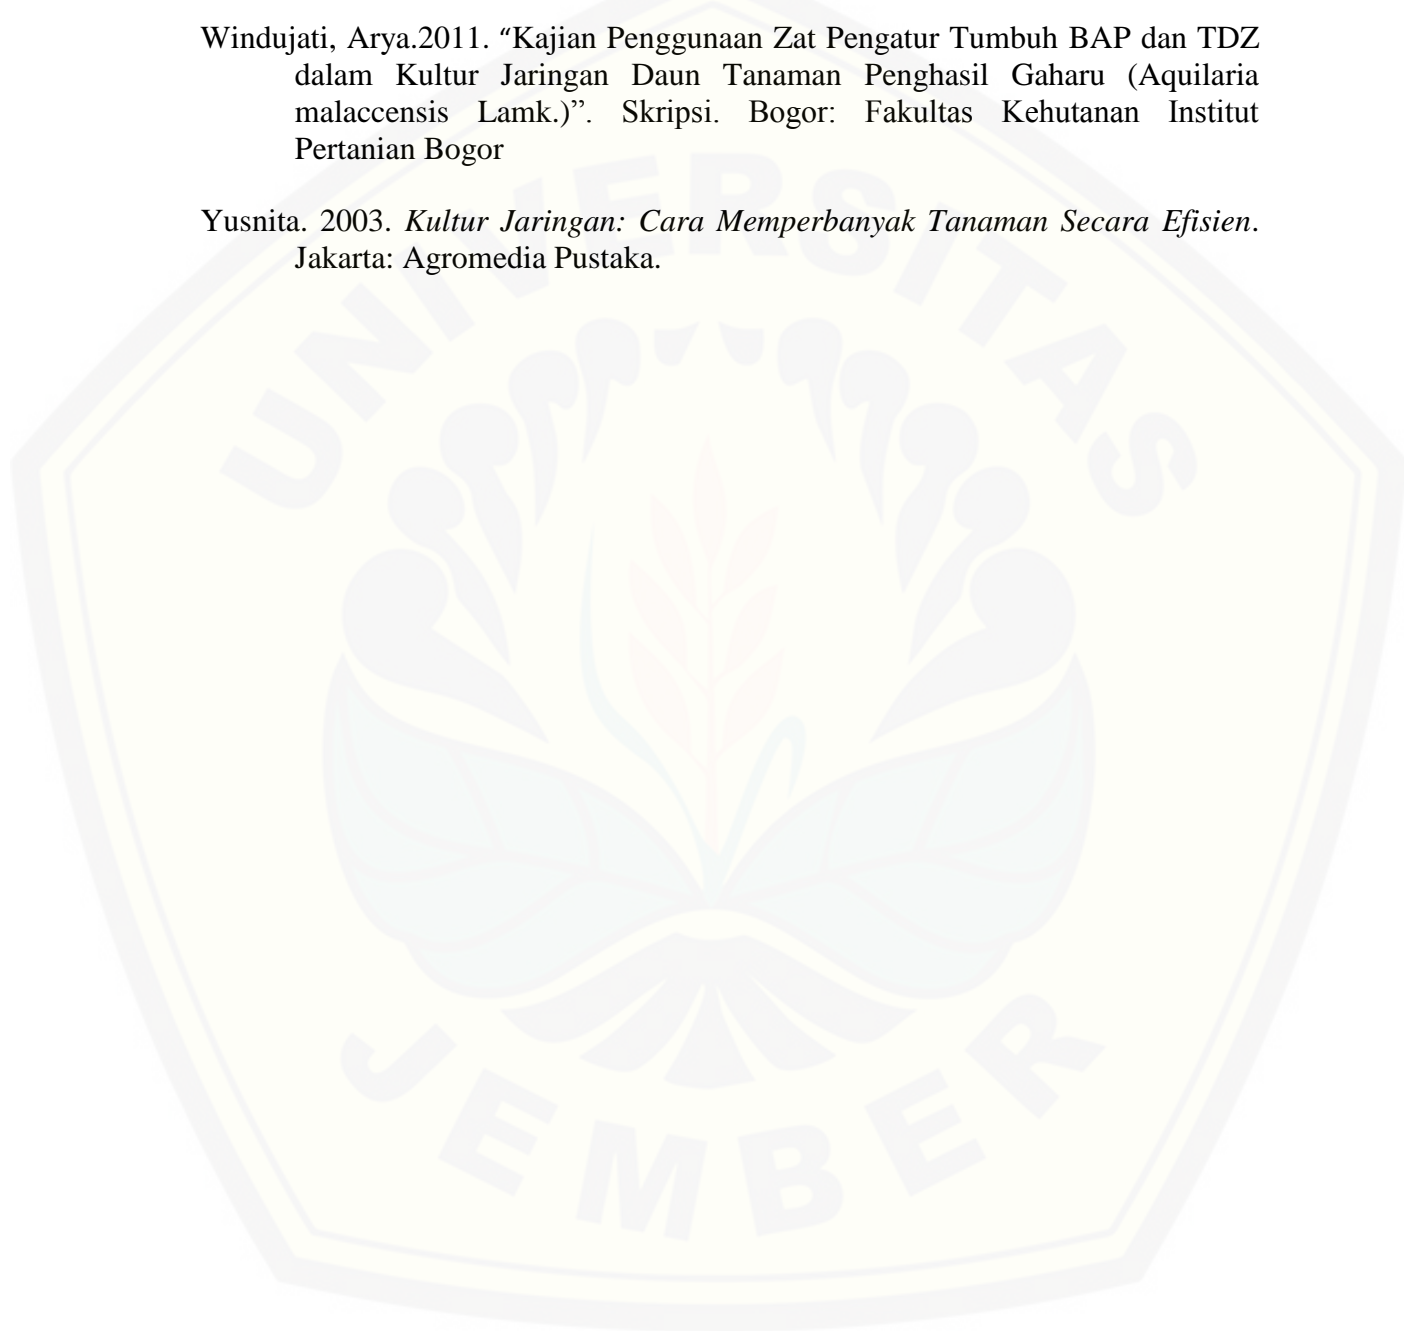 Windujati, Arya.2011. “Kajian Penggunaan Zat Pengatur Tumbuh BAP dan TDZ
dalam Kultur Jaringan Daun Tanaman Penghasil Gaharu (Aquilaria
malaccensis Lamk.)”. Skripsi. Bogor: Fakultas Kehutanan Institut
Pertanian Bogor
Yusnita. 2003. Kultur Jaringan: Cara Memperbanyak Tanaman Secara Efisien.
Jakarta: Agromedia Pustaka.
UNIVERSITAS
JEMBER